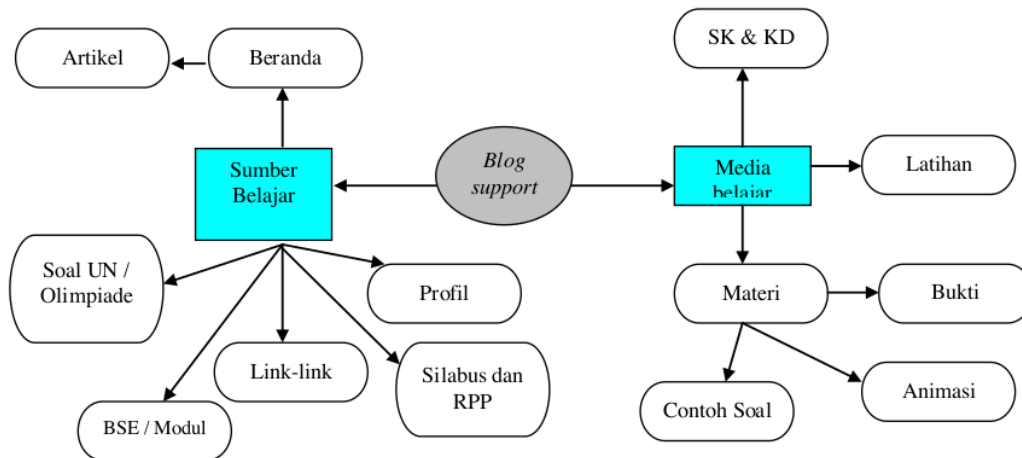 SK & KD
Artikel
Beranda
Sumber
Belajar
Blog
support
Media
belajar
Latihan
Soal UN /
Olimpiade
Profil
Materi
Bukti
Link-link
Silabus dan
RPP
BSE / Modul
Contoh Soal
Animasi